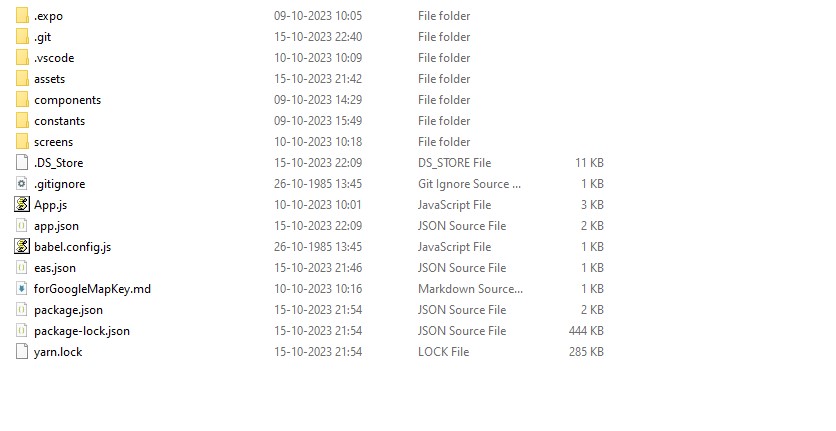 .expo 09-10-2023 10:05 File folder
.git 15-10-2023 22:40 File folder
.vscode 10-10-2023 10:09 File folder
assets 15-10-2023 21:42 File folder
components 09-10-2023 14:29 File folder
constants 09-10-2023 15:49 File folder
screens 10-10-2023 10:18 File folder
.DS_Store 15-10-2023 22:09 DS_STORE File 11 KB
.gitignore 26-10-1985 13:45 Git Ignore Source ... 1 KB
App.js 10-10-2023 10:01 JavaScript File 3 KB
app.json 15-10-2023 22:09 JSON Source File 2 KB
babel.config.js 26-10-1985 13:45 JavaScript File 1 KB
eas.json 15-10-2023 21:46 JSON Source File 1 KB
forGoogleMapKey.md 10-10-2023 10:16 Markdown Source... 1 KB
package.json 15-10-2023 21:54 JSON Source File 2 KB
package-lock.json 15-10-2023 21:54 JSON Source File 444 KB
yarn.lock 15-10-2023 21:54 LOCK File 285 KB